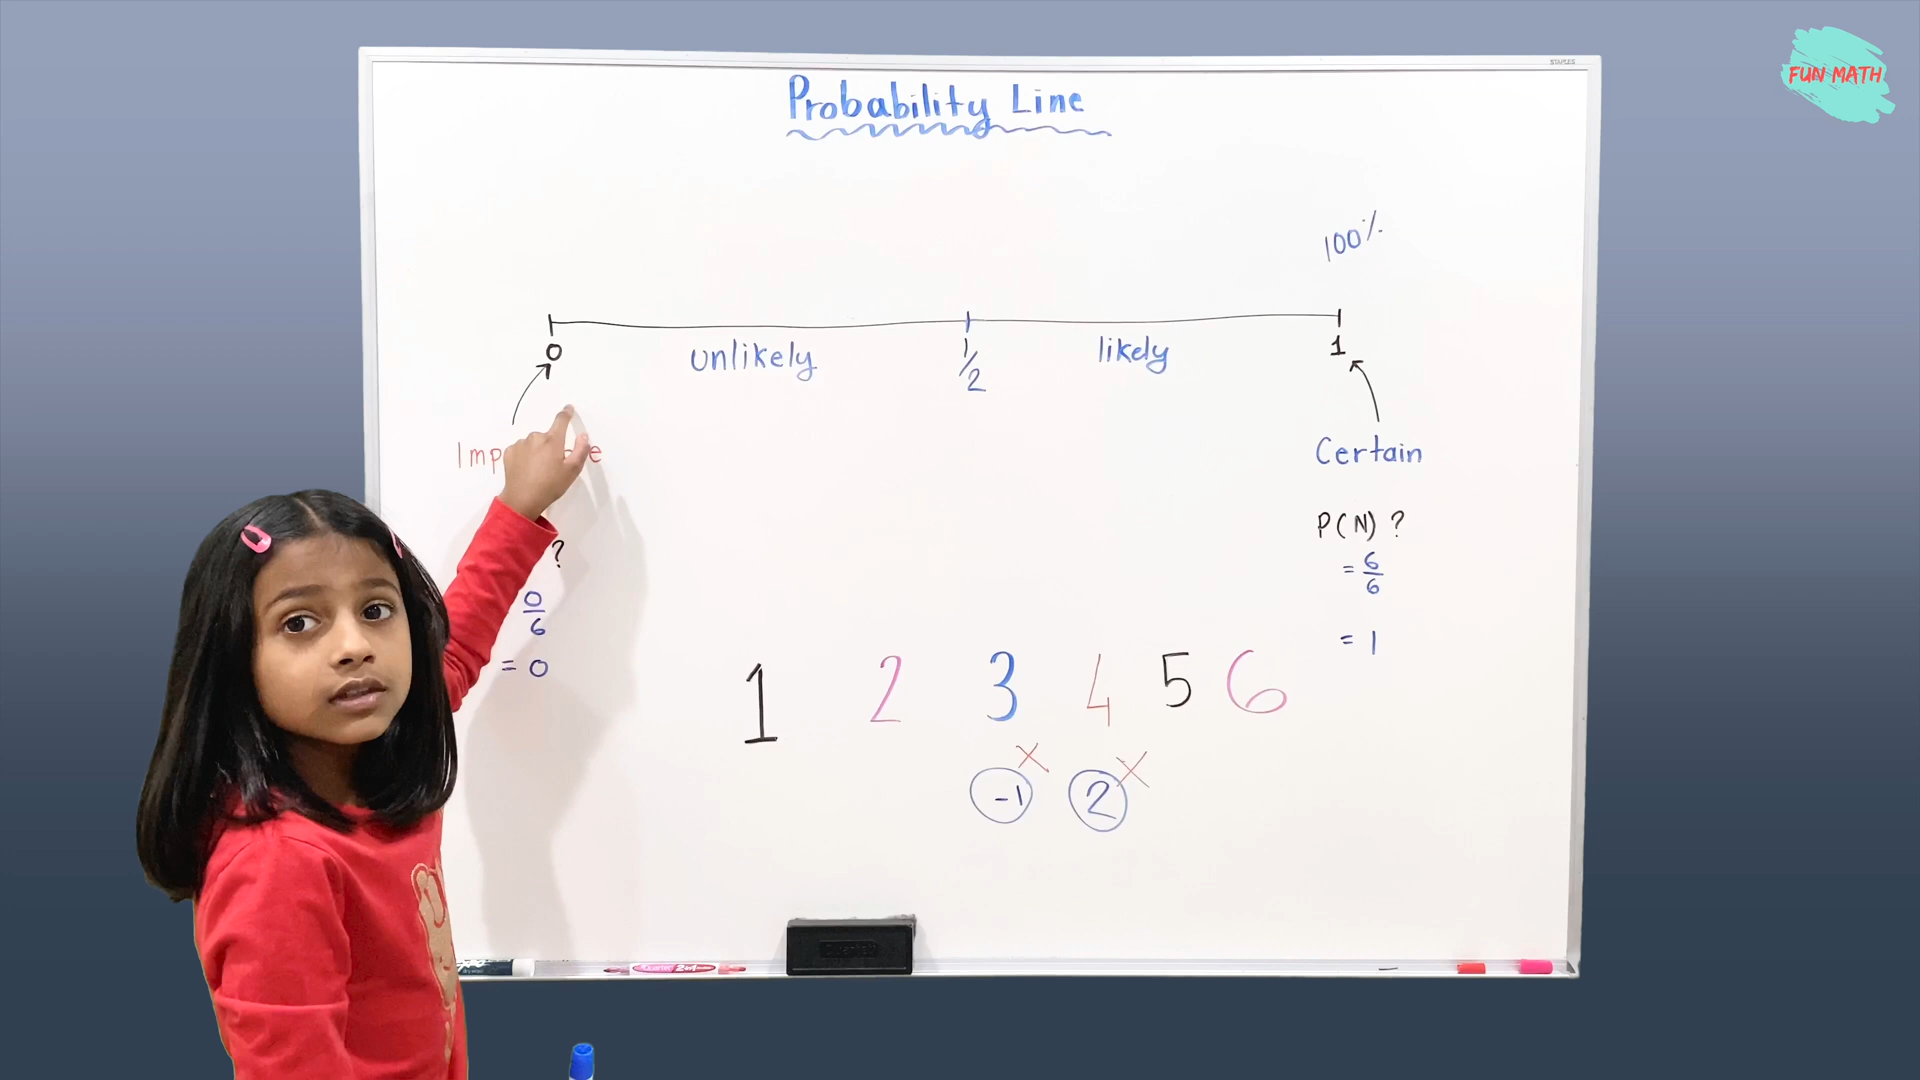 FUN MATH
STAPLES
Probability Line
100%
0 unlikely 1/2 likely 1
Certain
P(N) ?
= 6/6
= 1
?
0/6
= 0
1 2 3 4 5 6
x x
-1 2